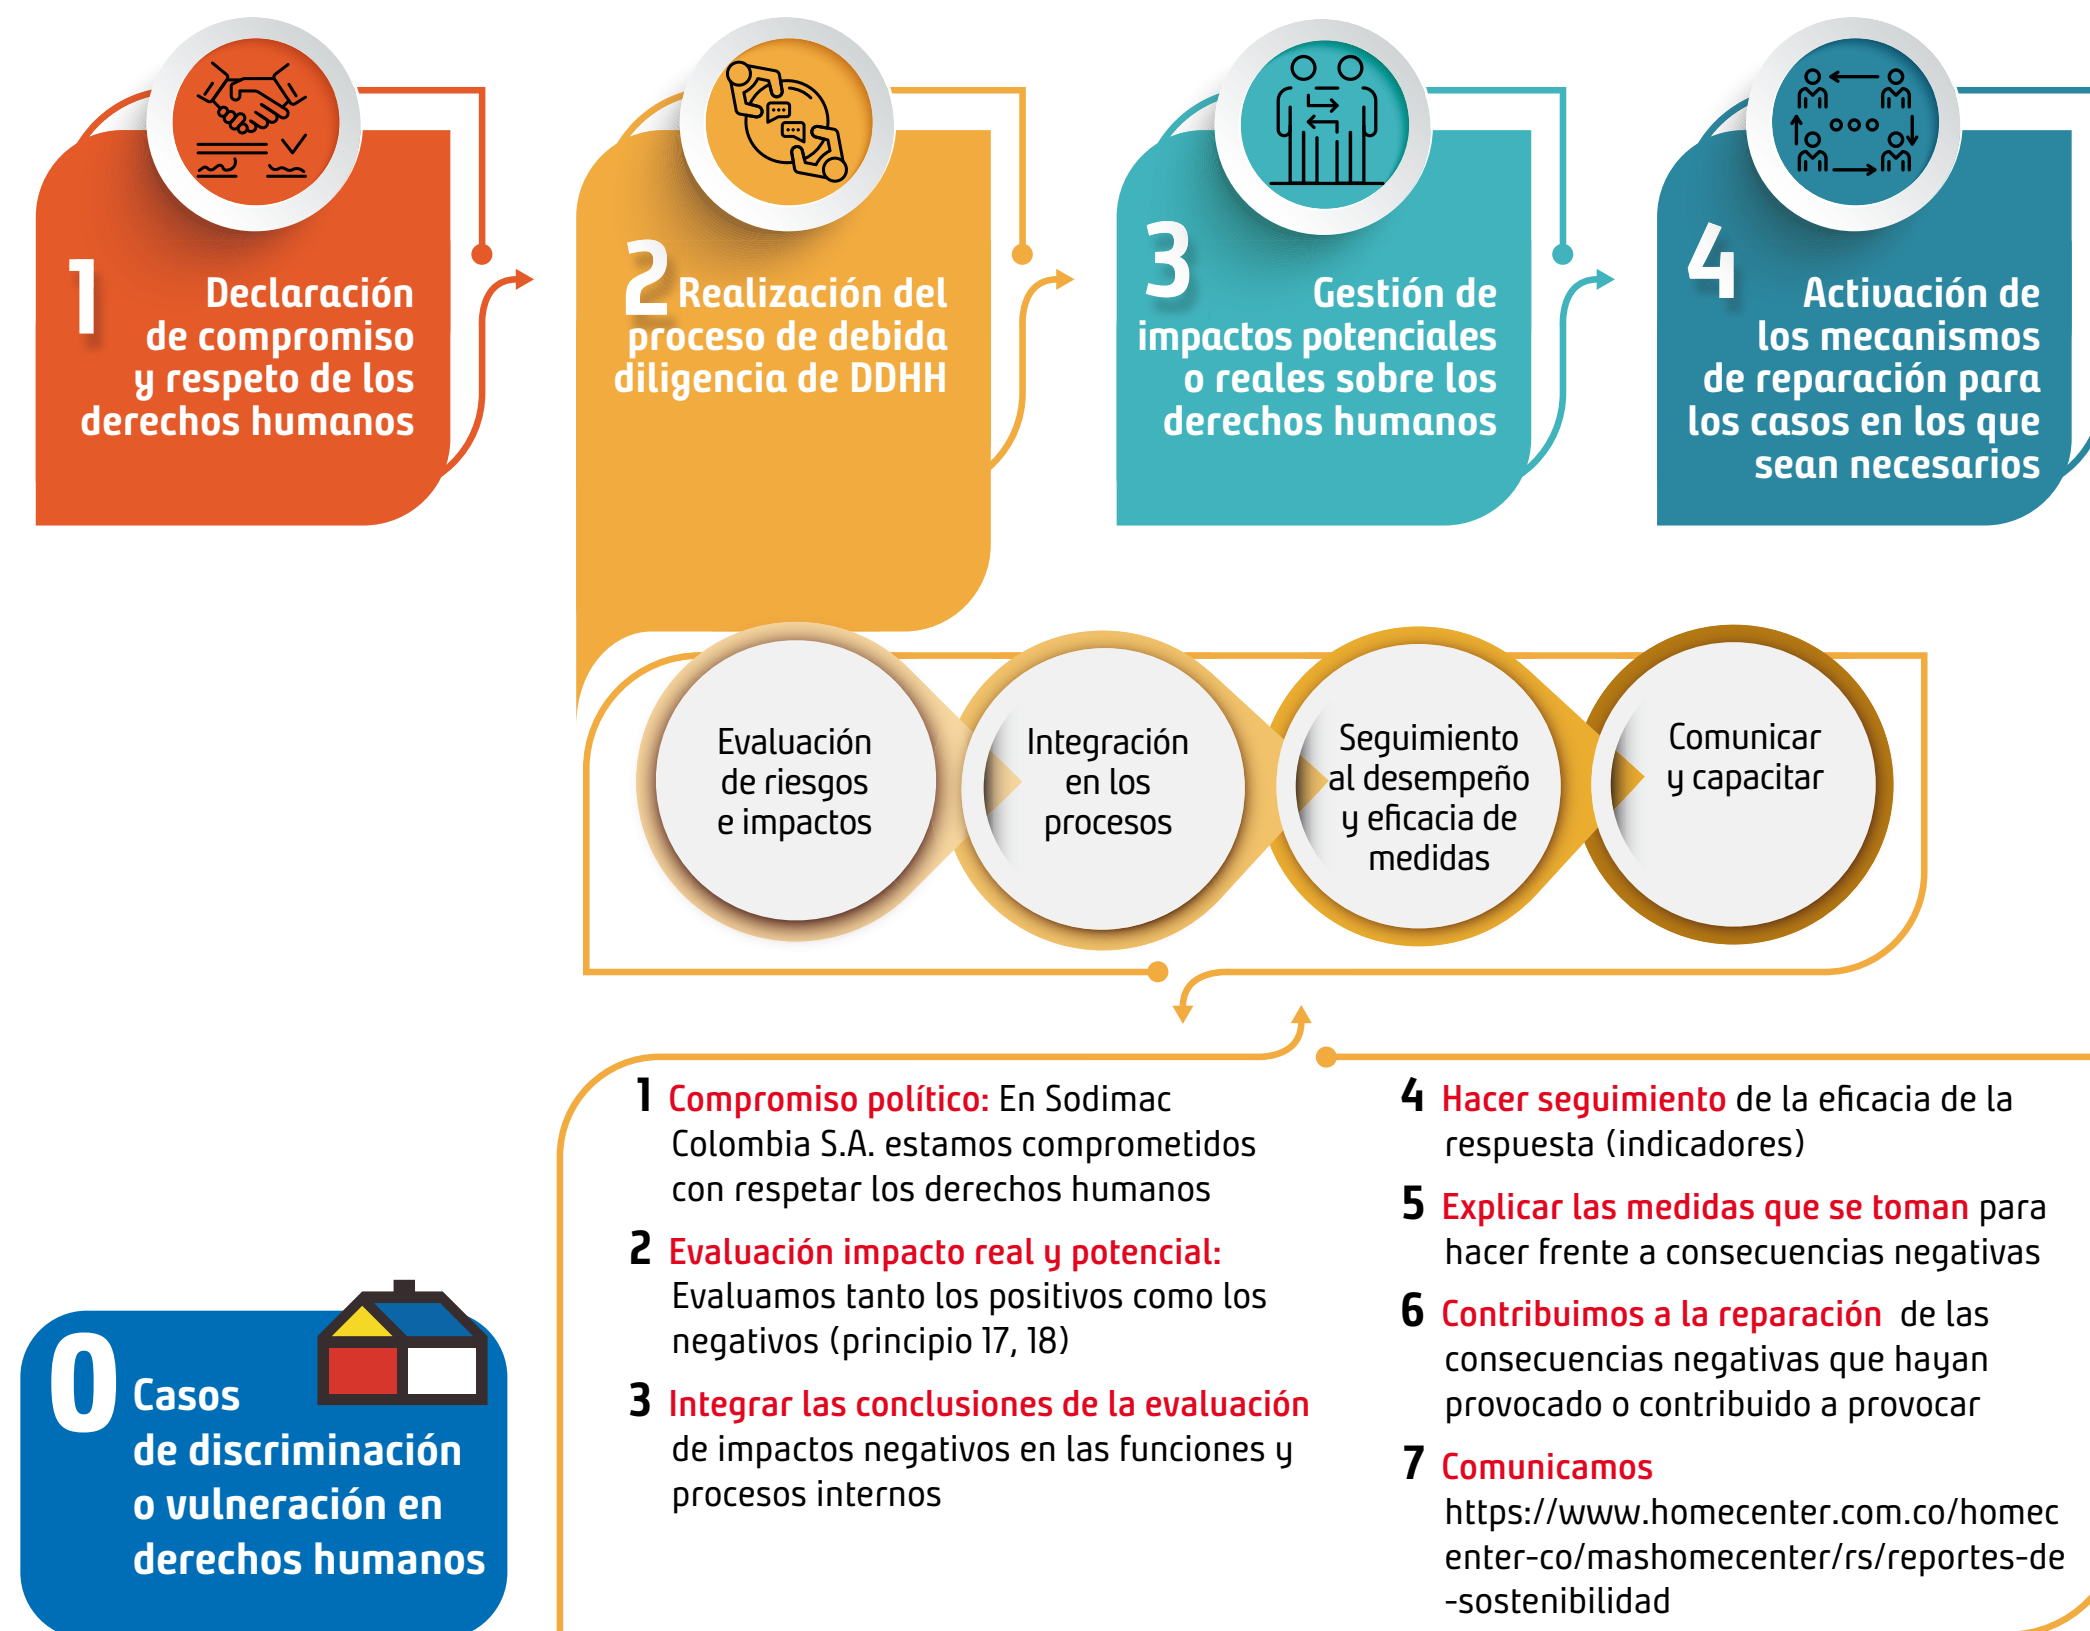 1
Declaración
de compromiso
y respeto de los
derechos humanos
2
Realización del
proceso de debida
diligencia de DDHH
3
Gestión de
impactos potenciales
o reales sobre los
derechos humanos
4
Activación de
los mecanismos
de reparación para
los casos en los que
sean necesarios
Evaluación
de riesgos
e impactos
Integración
en los
procesos
Seguimiento
al desempeño
y eficacia de
medidas
Comunicar
y capacitar
0
Casos
de discriminación
o vulneración en
derechos humanos
1 Compromiso político: En Sodimac
Colombia S.A. estamos comprometidos
con respetar los derechos humanos
2 Evaluación impacto real y potencial:
Evaluamos tanto los positivos como los
negativos (principio 17, 18)
3 Integrar las conclusiones de la evaluación
de impactos negativos en las funciones y
procesos internos
4 Hacer seguimiento de la eficacia de la
respuesta (indicadores)
5 Explicar las medidas que se toman para
hacer frente a consecuencias negativas
6 Contribuimos a la reparación de las
consecuencias negativas que hayan
provocado o contribuido a provocar
7 Comunicamos
https://www.homecenter.com.co/homec
enter-co/mashomecenter/rs/reportes-de
-sostenibilidad